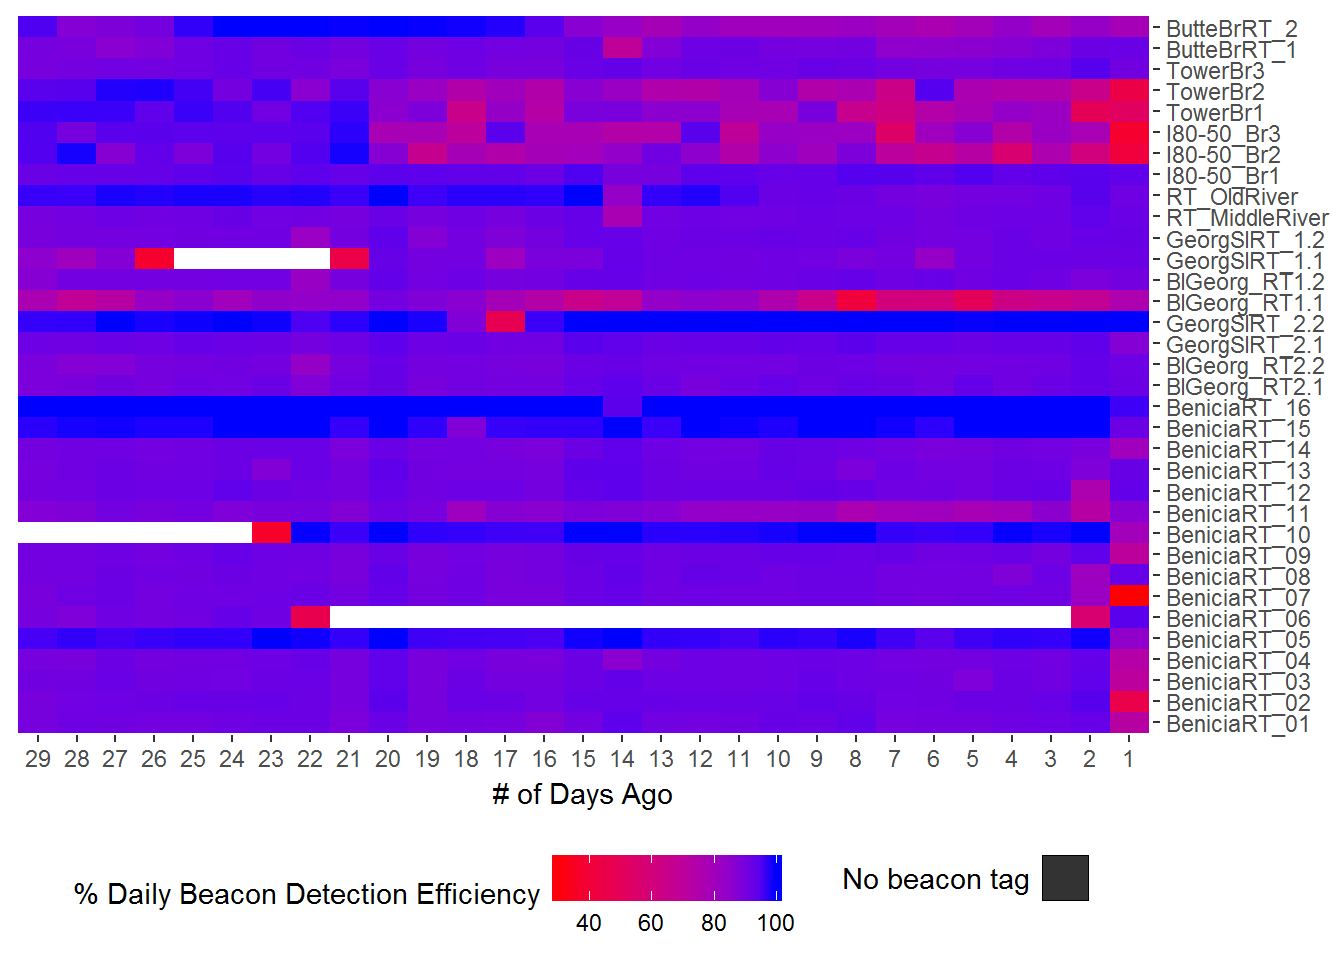 ButteBrRT_2
ButteBrRT_1
TowerBr3
TowerBr2
TowerBr1
I80-50_Br3
I80-50_Br2
I80-50_Br1
RT_OldRiver
RT_MiddleRiver
GeorgSlRT_1.2
GeorgSlRT_1.1
BlGeorg_RT1.2
BlGeorg_RT1.1
GeorgSlRT_2.2
GeorgSlRT_2.1
BlGeorg_RT2.2
BlGeorg_RT2.1
BeniciaRT_16
BeniciaRT_15
BeniciaRT_14
BeniciaRT_13
BeniciaRT_12
BeniciaRT_11
BeniciaRT_10
BeniciaRT_09
BeniciaRT_08
BeniciaRT_07
BeniciaRT_06
BeniciaRT_05
BeniciaRT_04
BeniciaRT_03
BeniciaRT_02
BeniciaRT_01
29 28 27 26 25 24 23 22 21 20 19 18 17 16 15 14 13 12 11 10 9 8 7 6 5 4 3 2 1
# of Days Ago
% Daily Beacon Detection Efficiency
40 60 80 100
No beacon tag